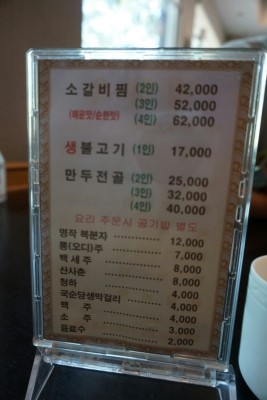 소갈비찜 (2인) 42,000
(3인) 52,000
(매운맛/순한맛) (4인) 62,000
생불고기 (1인) 17,000
만두전골 (2인) 25,000
(3인) 32,000
(4인) 40,000
요리 주문시 공기밥 별도
명작 복분자 12,000
뽕(오디)주 7,000
백세주 8,000
산사춘 8,000
청하 4,000
국순당생막걸리 4,000
맥주 4,000
소주 3,000
음료수 2,000